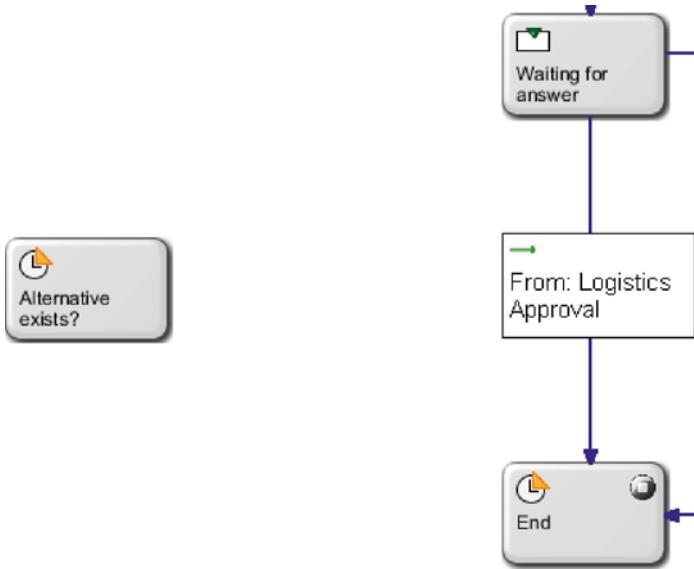 Waiting for
answer
From: Logistics
Approval
Alternative
exists?
End